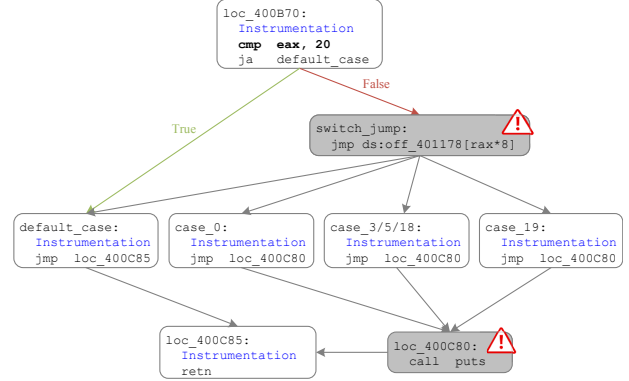 loc_400B70:
Instrumentation
cmp eax, 20
ja default_case
False
True
switch_jump:
jmp ds:off_401178[rax*8]
default_case:
Instrumentation
jmp loc_400C85
case_0:
Instrumentation
jmp loc_400C80
case_3/5/18:
Instrumentation
jmp loc_400C80
case_19:
Instrumentation
jmp loc_400C80
loc_400C85:
Instrumentation
retn
loc_400C80:
call puts